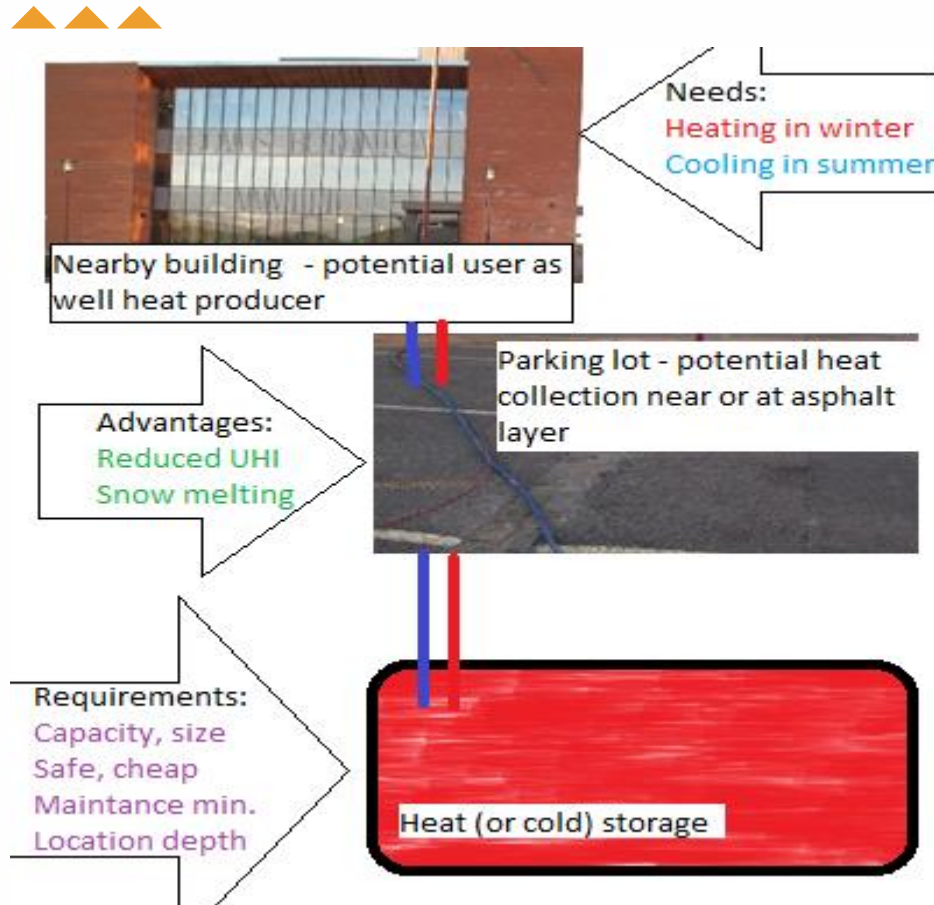 Needs:
Heating in winter
Cooling in summer
Nearby building - potential user as
well heat producer
Parking lot - potential heat
collection near or at asphalt
layer
Advantages:
Reduced UHI
Snow melting
Requirements:
Capacity, size
Safe, cheap
Maintance min.
Location depth
Heat (or cold) storage